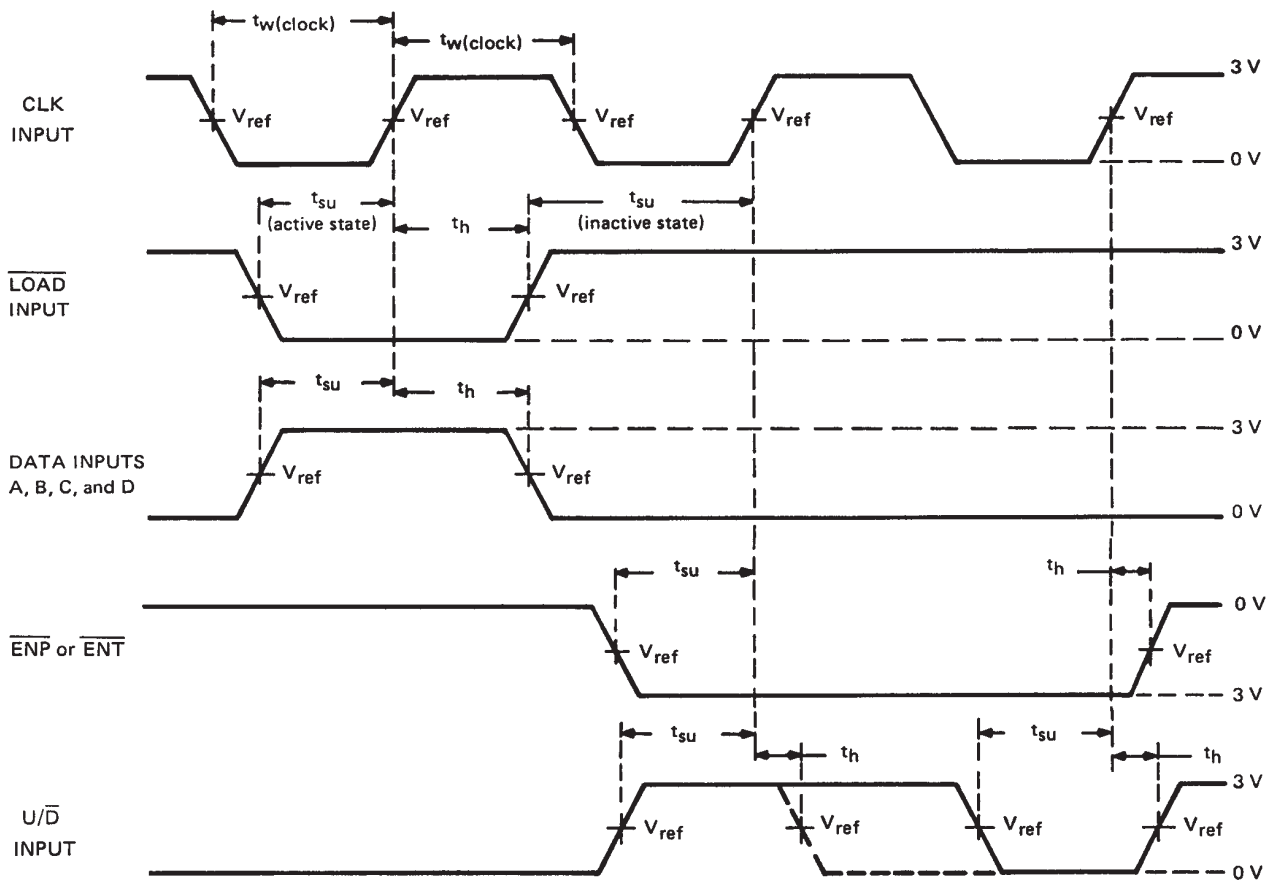 tw(clock)
tw(clock)
3 V
CLK
INPUT
Vref
Vref
Vref
Vref
Vref
0 V
tsu
(active state)
th
tsu
(inactive state)
3 V
LOAD
INPUT
Vref
Vref
0 V
tsu
th
3 V
DATA INPUTS
A, B, C, and D
Vref
Vref
0 V
tsu
th
0 V
ENP or ENT
Vref
Vref
3 V
tsu
th
tsu
th
3 V
U/D
INPUT
Vref
Vref
Vref
Vref
0 V